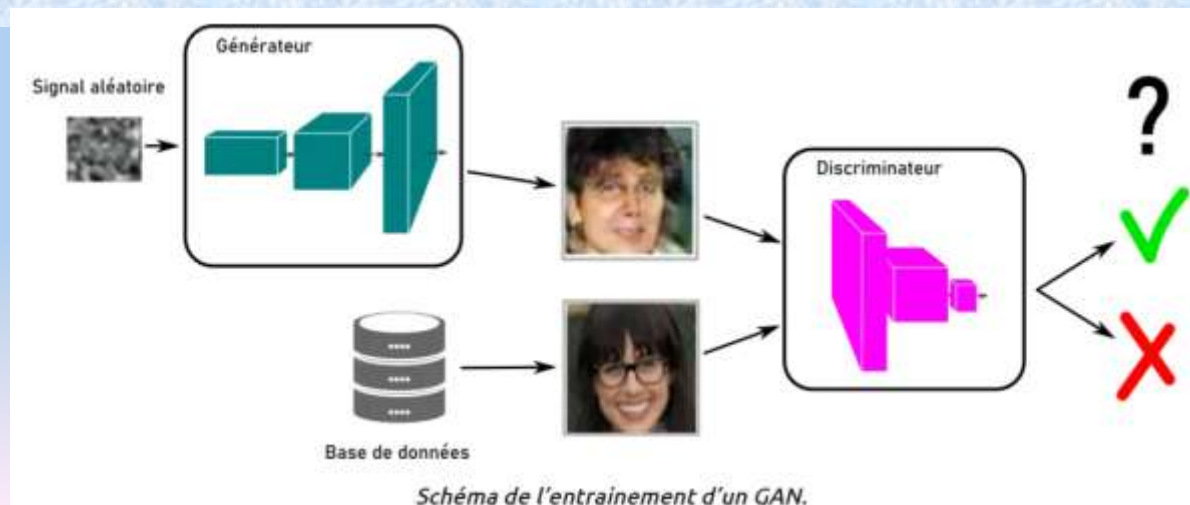 Générateur
Signal aléatoire
?
Discriminateur
Base de données
Schéma de l'entrainement d'un GAN.